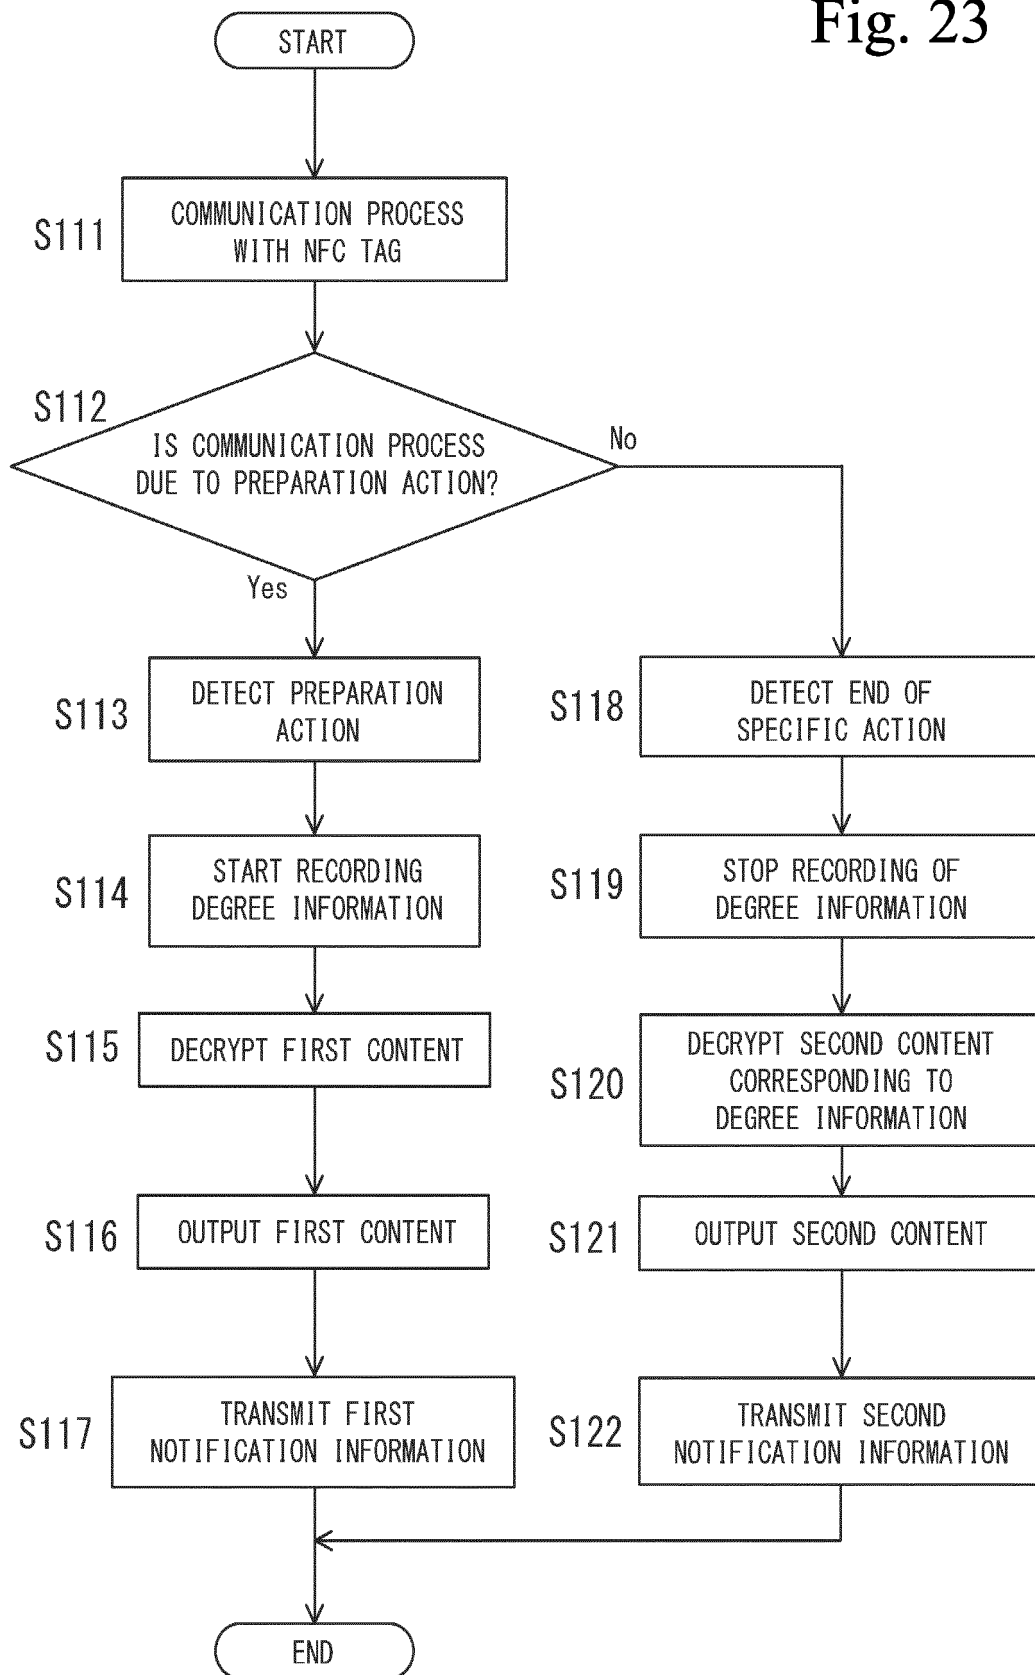 Fig. 23
START
S111
COMMUNICATION PROCESS
WITH NFC TAG
S112
IS COMMUNICATION PROCESS
DUE TO PREPARATION ACTION?
No
Yes
S113
DETECT PREPARATION
ACTION
S114
START RECORDING
DEGREE INFORMATION
S115
DECRYPT FIRST CONTENT
S116
OUTPUT FIRST CONTENT
S117
TRANSMIT FIRST
NOTIFICATION INFORMATION
S118
DETECT END OF
SPECIFIC ACTION
S119
STOP RECORDING OF
DEGREE INFORMATION
S120
DECRYPT SECOND CONTENT
CORRESPONDING TO
DEGREE INFORMATION
S121
OUTPUT SECOND CONTENT
S122
TRANSMIT SECOND
NOTIFICATION INFORMATION
END